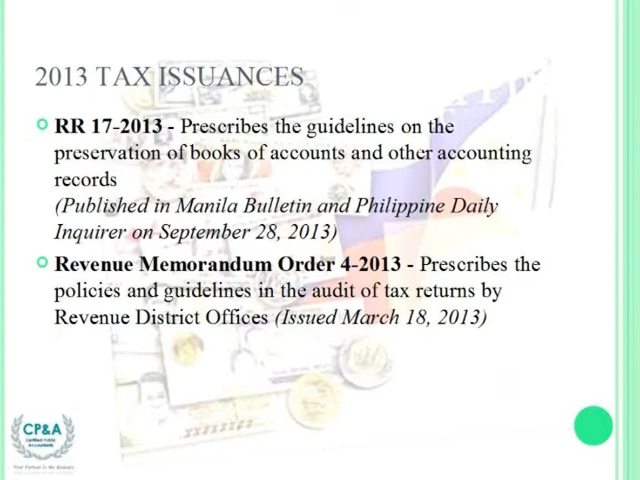 2013 TAX ISSUANCES
RR 17-2013 - Prescribes the guidelines on the
preservation of books of accounts and other accounting
records
(Published in Manila Bulletin and Philippine Daily
Inquirer on September 28, 2013)
Revenue Memorandum Order 4-2013 - Prescribes the
policies and guidelines in the audit of tax returns by
Revenue District Offices (Issued March 18, 2013)
CP&A
Certified Public
Accountants
Your Partner In the Business